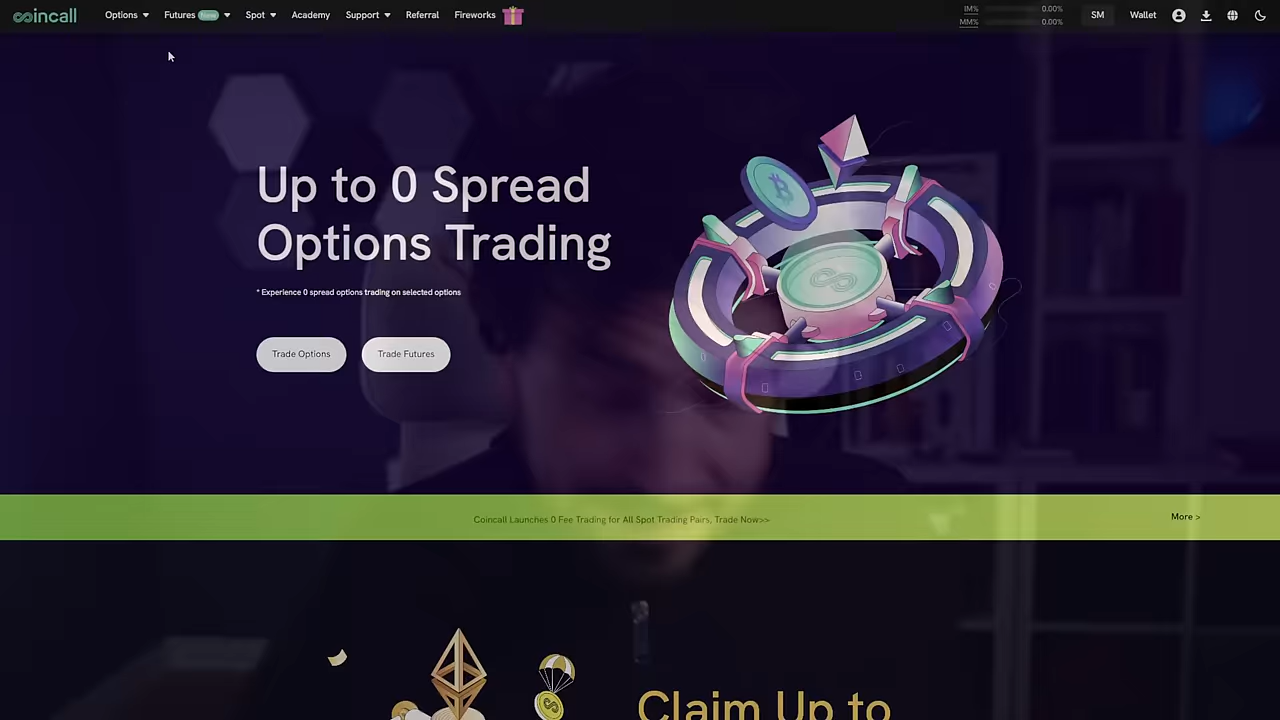 coincall Options Futures New Spot Academy Support Referral Fireworks IM% 0.00% SM Wallet
MM% 0.00%
Up to 0 Spread
Options Trading
* Experience 0 spread options trading on selected options
Trade Options Trade Futures
Coincall Launches 0 Fee Trading for All Spot Trading Pairs, Trade Now>> More >
Claim Up to